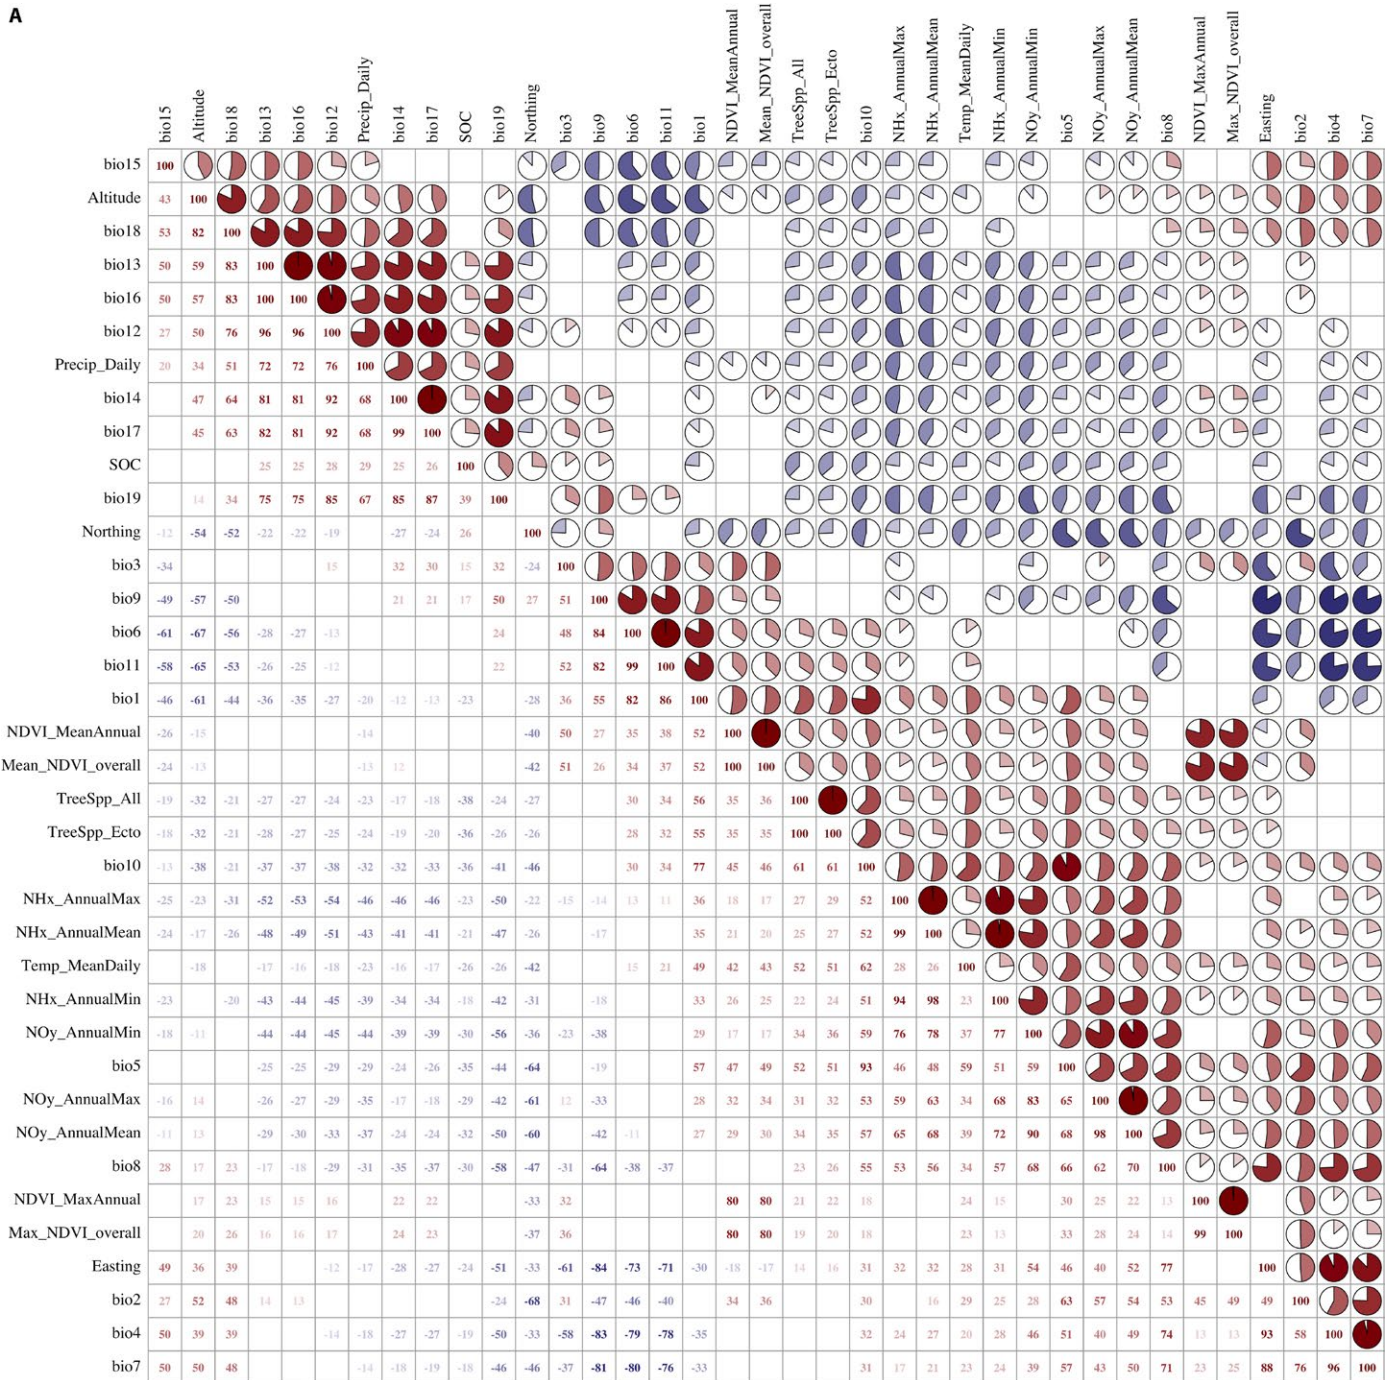 A
bio15 Altitude bio18 bio13 bio16 bio12 Precip_Daily bio14 bio17 SOC bio19 Northing bio3 bio9 bio6 bio11 bio1 NDVI_MeanAnnual Mean_NDVI_overall TreeSpp_All TreeSpp_Ecto bio10 NHx_AnnualMax NHx_AnnualMean Temp_MeanDaily NHx_AnnualMin NOy_AnnualMin bio5 NOy_AnnualMax NOy_AnnualMean bio8 NDVI_MaxAnnual Max_NDVI_overall Easting bio2 bio4 bio7
bio15 100
Altitude 43 100
bio18 53 82 100
bio13 50 59 83 100
bio16 50 57 83 100 100
bio12 27 50 76 96 96 100
Precip_Daily 20 34 51 72 72 76 100
bio14 47 64 81 81 92 68 100
bio17 45 63 82 81 92 68 99 100
SOC 25 25 28 29 25 26 100
bio19 14 34 75 75 85 67 85 87 39 100
Northing -12 -54 -52 -22 -22 -19 -27 -24 26 100
bio3 -34 15 32 30 15 32 -24 100
bio9 -49 -57 -50 21 21 17 50 27 51 100
bio6 -61 -67 -56 -28 -27 -13 24 48 84 100
bio11 -58 -65 -53 -26 -25 -12 22 52 82 99 100
bio1 -46 -61 -44 -36 -35 -27 -20 -12 -13 -23 -28 36 55 82 86 100
NDVI_MeanAnnual -26 -15 -14 -40 50 27 35 38 52 100
Mean_NDVI_overall -24 -13 -13 12 -42 51 26 34 37 52 100 100
TreeSpp_All -19 -32 -21 -27 -27 -24 -23 -17 -18 -38 -24 -27 30 34 56 35 36 100
TreeSpp_Ecto -18 -32 -21 -28 -27 -25 -24 -19 -20 -36 -26 -26 28 32 55 35 35 100 100
bio10 -13 -38 -21 -37 -37 -38 -32 -32 -33 -36 -41 -46 30 34 77 45 46 61 61 100
NHx_AnnualMax -25 -23 -31 -52 -53 -54 -46 -46 -46 -23 -50 -22 -15 -14 13 11 36 18 17 27 29 52 100
NHx_AnnualMean -24 -17 -26 -48 -49 -51 -43 -41 -41 -21 -47 -26 -17 35 21 20 25 27 52 99 100
Temp_MeanDaily -18 -17 -16 -18 -23 -16 -17 -26 -26 -42 15 21 49 42 43 52 51 62 28 26 100
NHx_AnnualMin -23 -20 -43 -44 -45 -39 -34 -34 -18 -42 -31 -18 33 26 25 22 24 51 94 98 23 100
NOy_AnnualMin -18 -11 -44 -44 -45 -44 -39 -39 -30 -56 -36 -23 -38 29 17 17 34 36 59 76 78 37 77 100
bio5 -25 -25 -29 -29 -24 -26 -35 -44 -64 -19 57 47 49 52 51 93 46 48 59 51 59 100
NOy_AnnualMax -16 14 -26 -27 -29 -35 -17 -18 -29 -42 -61 12 -33 28 32 34 31 32 53 59 63 34 68 83 65 100
NOy_AnnualMean -11 13 -29 -30 -33 -37 -24 -24 -32 -50 -60 -42 -11 27 29 30 34 35 57 65 68 39 72 90 68 98 100
bio8 28 17 23 -17 -18 -29 -31 -35 -37 -30 -58 -47 -31 -64 -38 -37 23 26 55 53 56 34 57 68 66 62 70 100
NDVI_MaxAnnual 17 23 15 15 16 22 22 -33 32 80 80 21 22 18 24 15 30 25 22 13 100
Max_NDVI_overall 20 26 16 16 17 24 23 -37 36 80 80 19 20 18 23 13 33 28 24 14 99 100
Easting 49 36 39 -12 -17 -28 -27 -24 -51 -33 -61 -84 -73 -71 -30 -18 -17 14 16 31 32 32 28 31 54 46 40 52 77 100
bio2 27 52 48 14 13 -24 -68 31 -47 -46 -40 34 36 30 16 29 25 28 63 57 54 53 45 49 49 100
bio4 50 39 39 -14 -18 -27 -27 -19 -50 -33 -58 -83 -79 -78 -35 32 24 27 20 28 46 51 40 49 74 13 13 93 58 100
bio7 50 50 48 -14 -18 -19 -18 -46 -46 -37 -81 -80 -76 -33 31 17 21 23 24 39 57 43 50 71 23 25 88 76 96 100